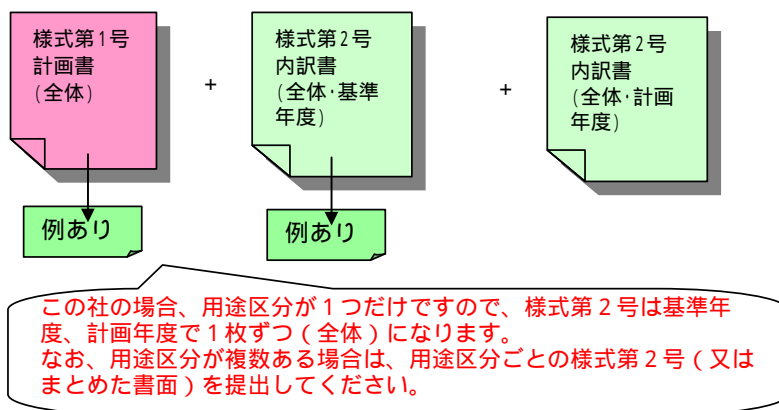 様式第1号
計画書
(全体)
+
様式第2号
内訳書
(全体･基準
年度)
+
様式第2号
内訳書
(全体･計画
年度)
例あり
例あり
この社の場合、用途区分が１つだけですので、様式第２号は基準年
度、計画年度で１枚ずつ（全体）になります。
なお、用途区分が複数ある場合は、用途区分ごとの様式第２号（又は
まとめた書面）を提出してください。